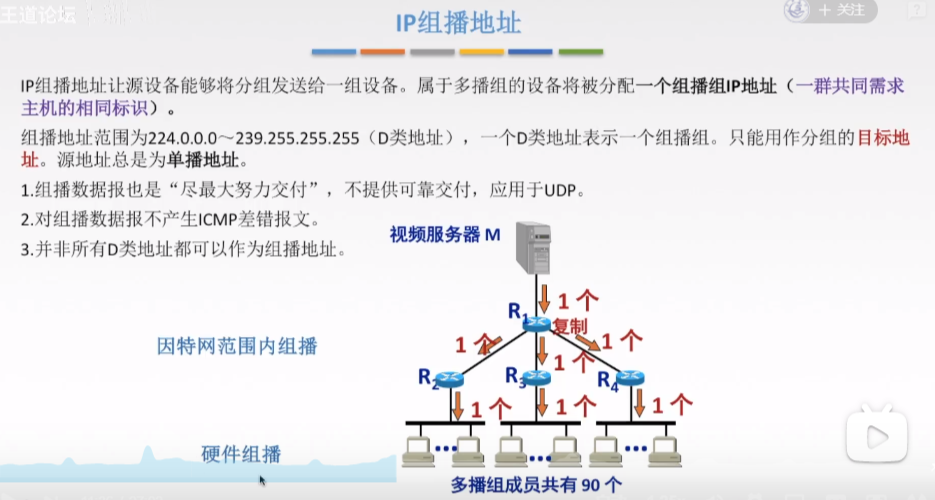 王道论坛
+ 关注
IP组播地址
IP组播地址让源设备能够将分组发送给一组设备。属于多播组的设备将被分配一个组播组IP地址（一群共同需求
主机的相同标识）。
组播地址范围为224.0.0.0～239.255.255.255（D类地址），一个D类地址表示一个组播组。只能用作分组的目标地
址。源地址总是为单播地址。
1.组播数据报也是“尽最大努力交付”，不提供可靠交付，应用于UDP。
2.对组播数据报不产生ICMP差错报文。
3.并非所有D类地址都可以作为组播地址。
视频服务器 M
1 个
R1
复制
因特网范围内组播
1 个
1 个
1 个
R2
R3
R4
1 个
1 个
1 个
硬件组播
多播组成员共有 90 个